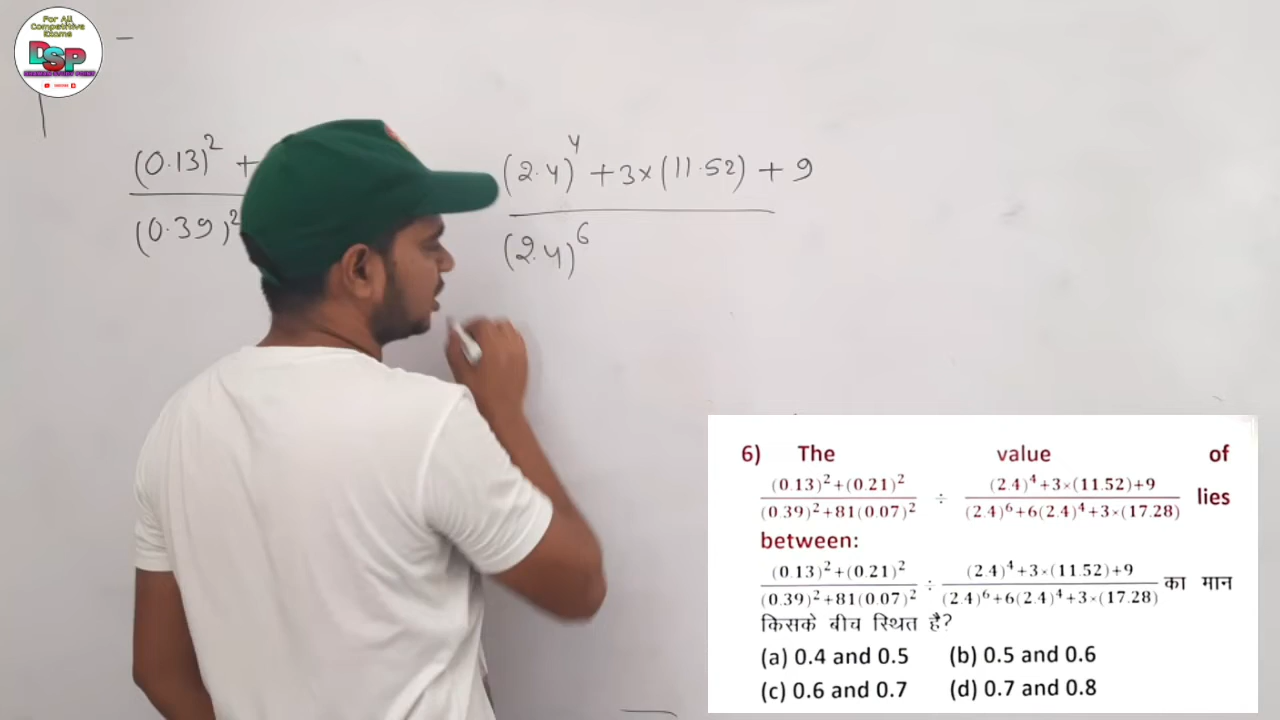 For All
Competitive
Exams
DSP
(0.13)² +
(0.39)²
(2.4)⁴ + 3×(11.52) + 9
(2.4)⁶
6) The value of
(0.13)²+(0.21)² / (0.39)²+81(0.07)² ÷ (2.4)⁴+3×(11.52)+9 / (2.4)⁶+6(2.4)⁴+3×(17.28) lies
between:
(0.13)²+(0.21)² / (0.39)²+81(0.07)² ÷ (2.4)⁴+3×(11.52)+9 / (2.4)⁶+6(2.4)⁴+3×(17.28) का मान
किसके बीच स्थित है?
(a) 0.4 and 0.5 (b) 0.5 and 0.6
(c) 0.6 and 0.7 (d) 0.7 and 0.8